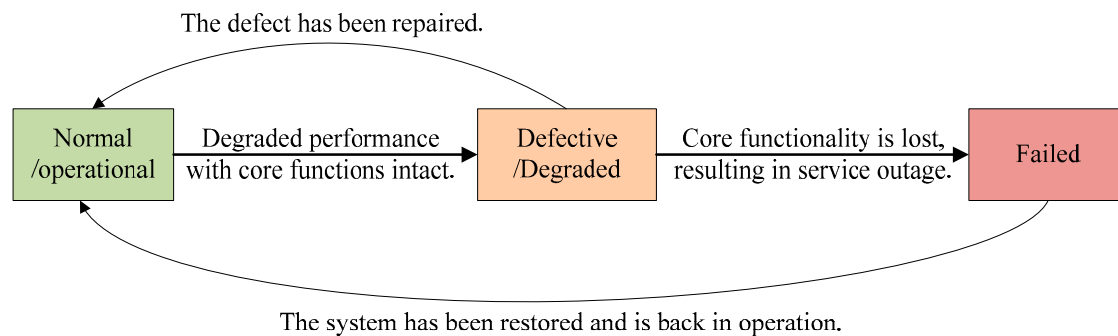 The defect has been repaired.
Normal
/operational
Degraded performance
with core functions intact.
Defective
/Degraded
Core functionality is lost,
resulting in service outage.
Failed
The system has been restored and is back in operation.